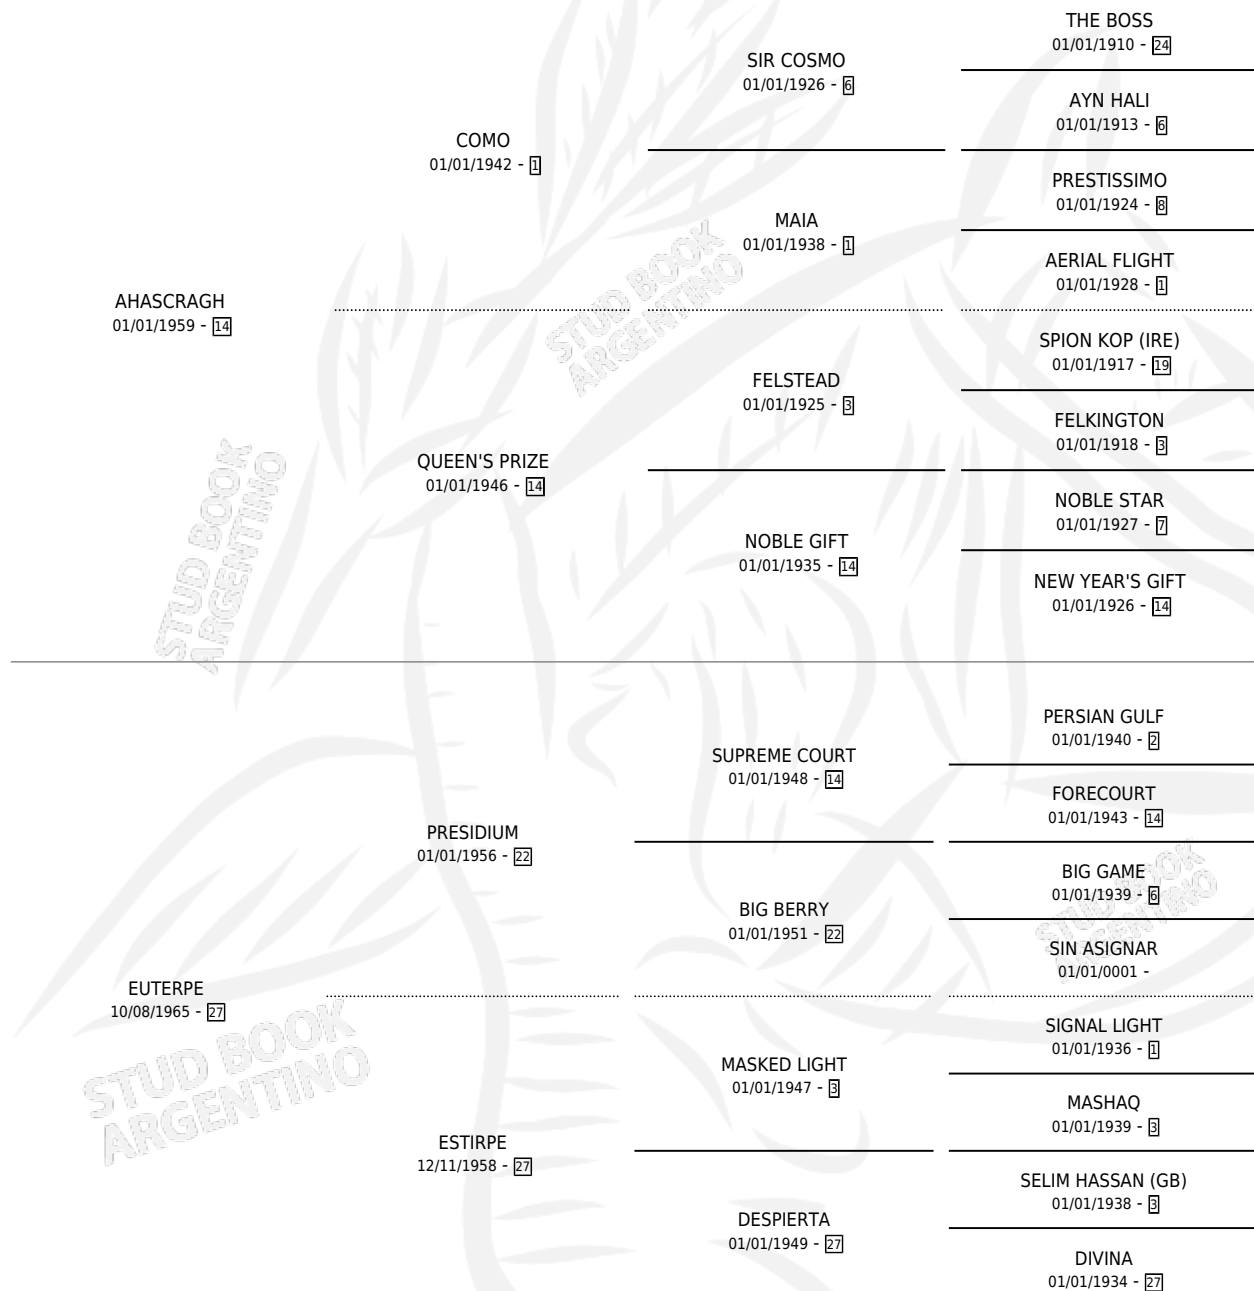 THE BOSS
01/01/1910 - 24
SIR COSMO
01/01/1926 - 6
AYN HALI
01/01/1913 - 6
COMO
01/01/1942 - 1
PRESTISSIMO
01/01/1924 - 8
MAIA
01/01/1938 - 1
AERIAL FLIGHT
01/01/1928 - 1
AHASCRAGH
01/01/1959 - 14
STUD BOOK
ARGENTINO
SPION KOP (IRE)
01/01/1917 - 19
FELSTEAD
01/01/1925 - 3
FELKINGTON
01/01/1918 - 3
QUEEN'S PRIZE
01/01/1946 - 14
NOBLE STAR
01/01/1927 - 7
NOBLE GIFT
01/01/1935 - 14
NEW YEAR'S GIFT
01/01/1926 - 14
STUD BOOK
ARGENTINO
PERSIAN GULF
01/01/1940 - 2
SUPREME COURT
01/01/1948 - 14
FORECOURT
01/01/1943 - 14
PRESIDIUM
01/01/1956 - 22
BIG GAME
01/01/1939 - 6
BIG BERRY
01/01/1951 - 22
STUD BOOK
ARGENTINO
SIN ASIGNAR
01/01/0001 -
EUTERPE
10/08/1965 - 27
SIGNAL LIGHT
01/01/1936 - 1
STUD BOOK
ARGENTINO
MASKED LIGHT
01/01/1947 - 3
MASHAQ
01/01/1939 - 3
ESTIRPE
12/11/1958 - 27
SELIM HASSAN (GB)
01/01/1938 - 3
DESPIERTA
01/01/1949 - 27
DIVINA
01/01/1934 - 27